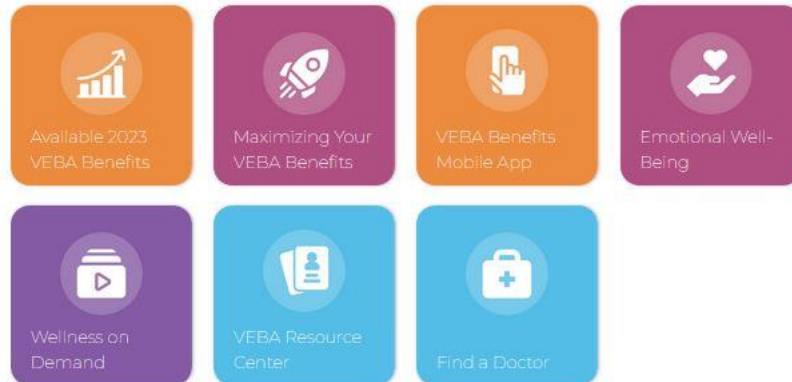 Available 2023
VEBA Benefits
Maximizing Your
VEBA Benefits
VEBA Benefits
Mobile App
Emotional Well-
Being
Wellness on
Demand
VEBA Resource
Center
Find a Doctor